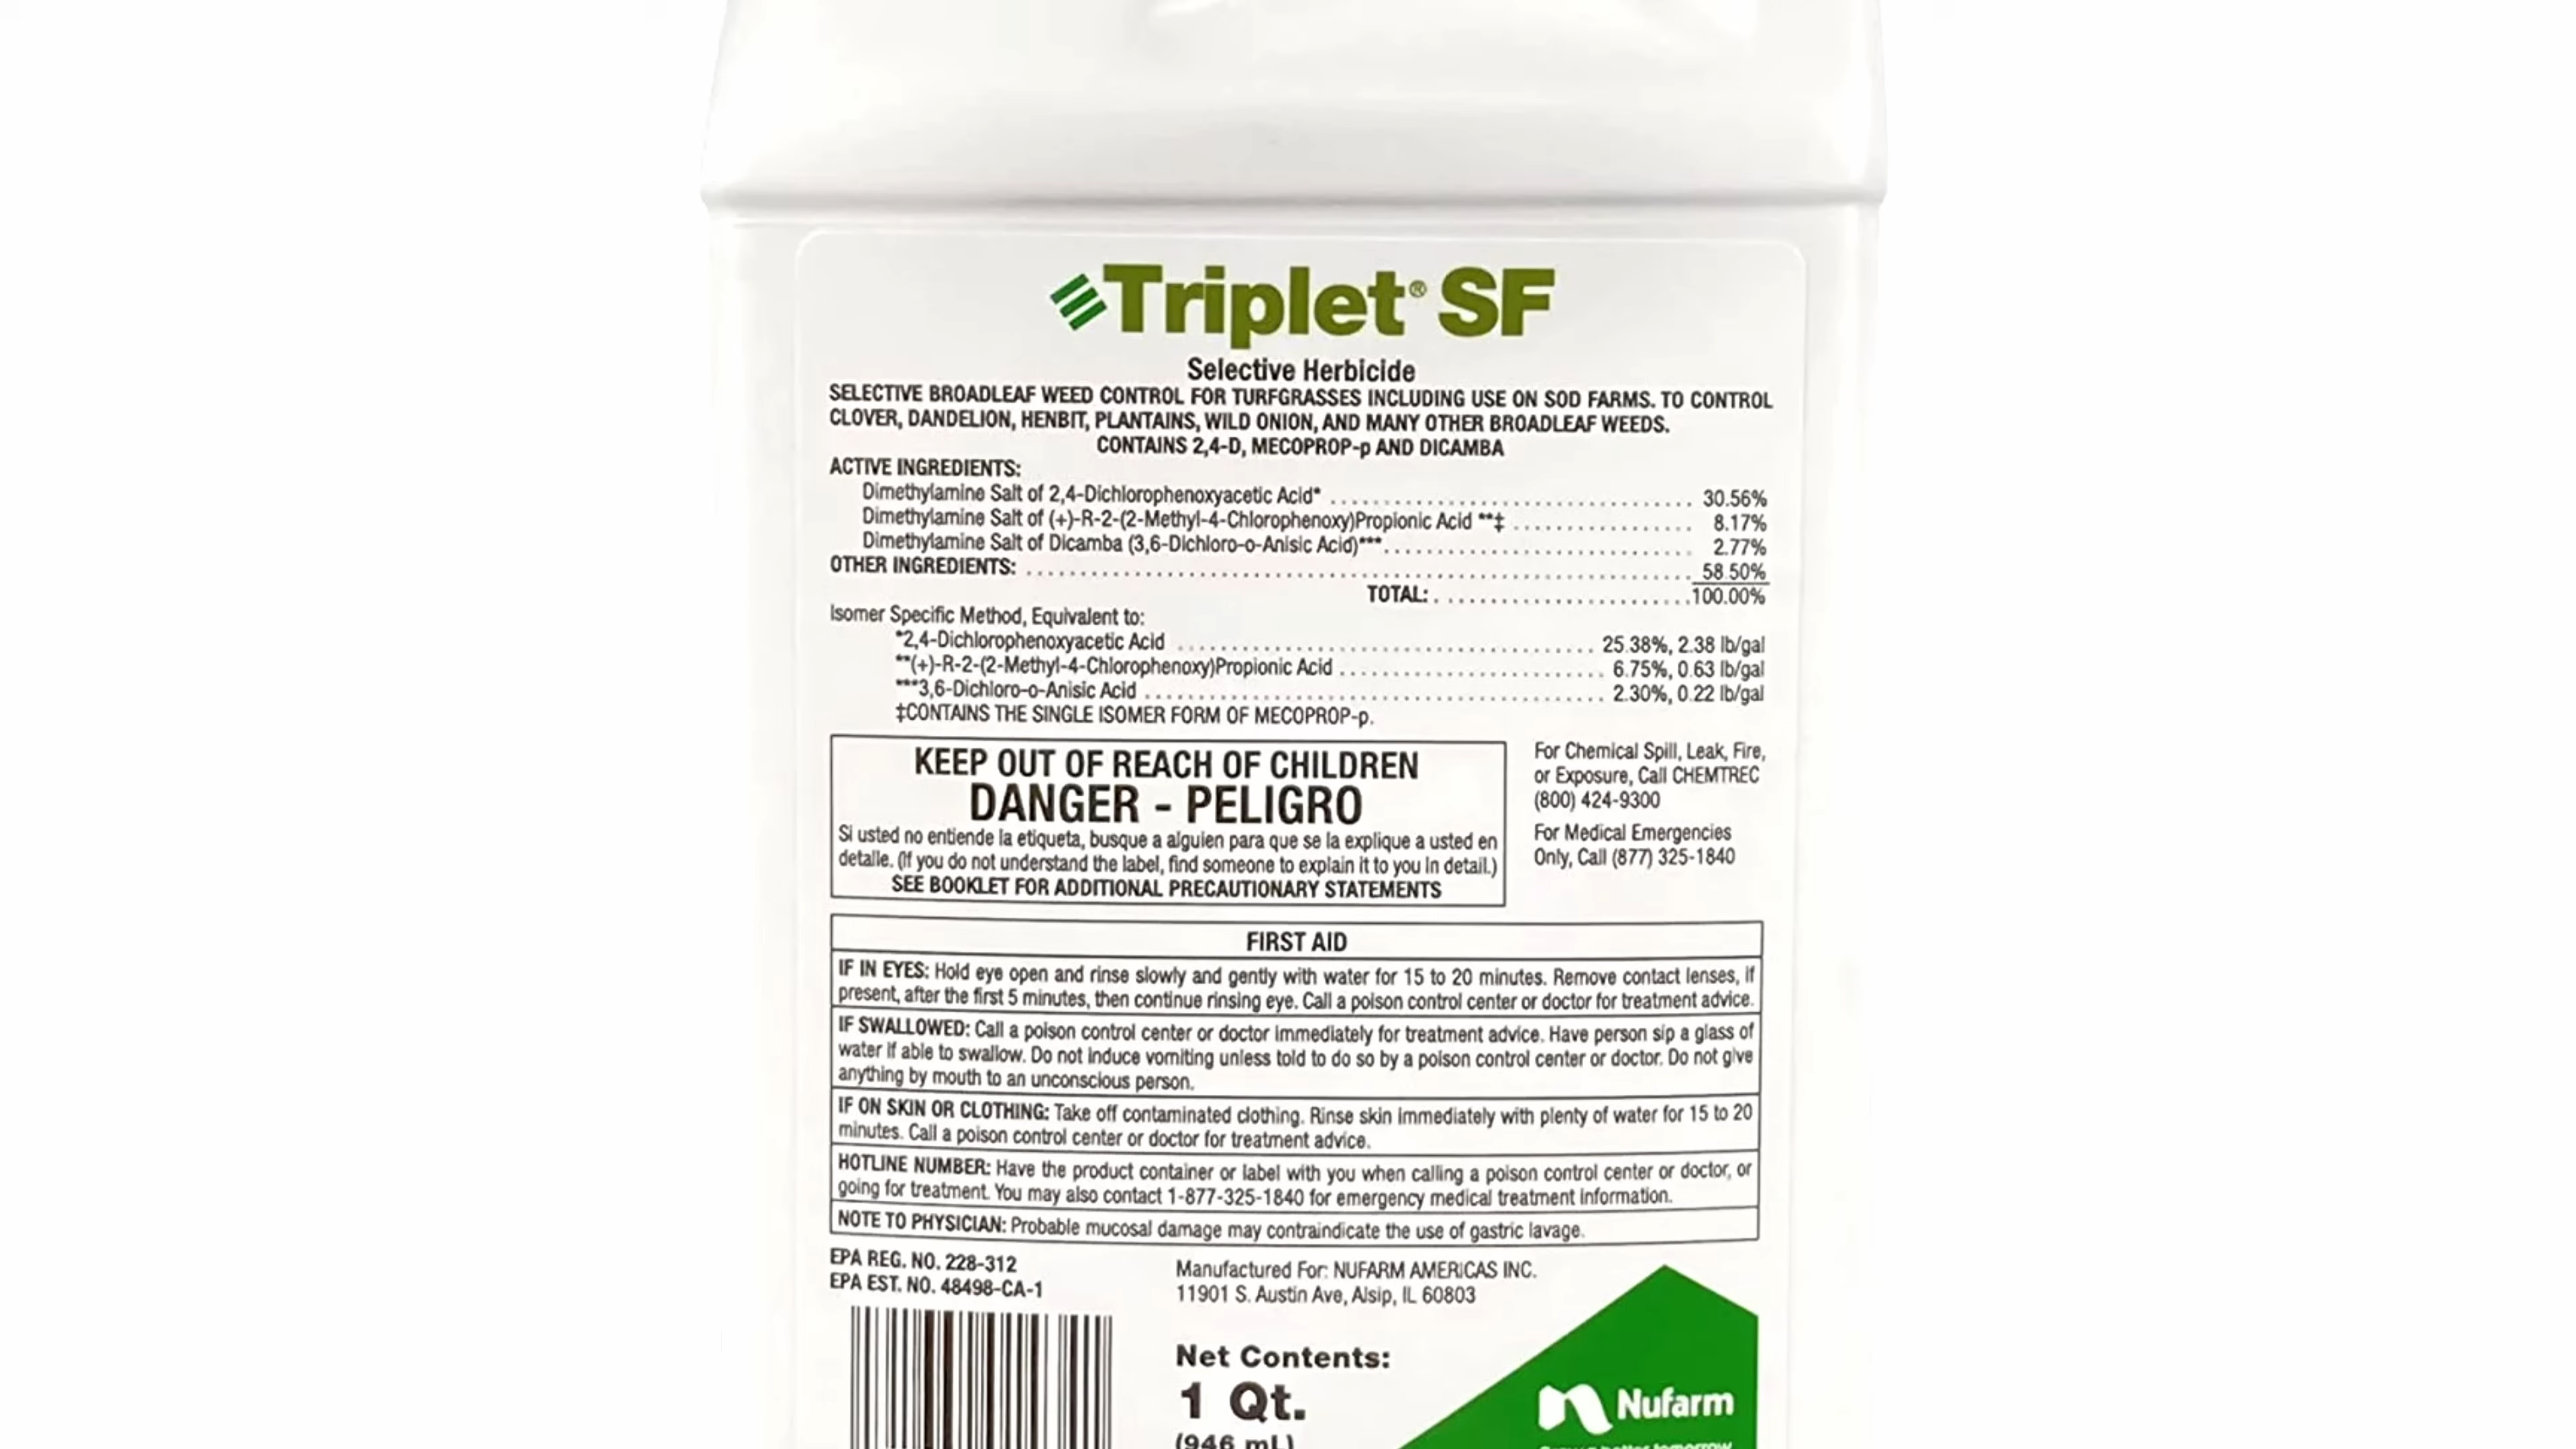 Triplet® SF
Selective Herbicide
SELECTIVE BROADLEAF WEED CONTROL FOR TURFGRASSES INCLUDING USE ON SOD FARMS. TO CONTROL
CLOVER, DANDELION, HENBIT, PLANTAINS, WILD ONION, AND MANY OTHER BROADLEAF WEEDS.
CONTAINS 2,4-D, MECOPROP-p AND DICAMBA
ACTIVE INGREDIENTS:
Dimethylamine Salt of 2,4-Dichlorophenoxyacetic Acid* ........ 30.56%
Dimethylamine Salt of (+)-R-2-(2-Methyl-4-Chlorophenoxy)Propionic Acid **‡ ........ 8.17%
Dimethylamine Salt of Dicamba (3,6-Dichloro-o-Anisic Acid)*** ........ 2.77%
OTHER INGREDIENTS: ........ 58.50%
TOTAL: ........ 100.00%
Isomer Specific Method, Equivalent to:
*2,4-Dichlorophenoxyacetic Acid ........ 25.38%, 2.38 lb/gal
**(+)-R-2-(2-Methyl-4-Chlorophenoxy)Propionic Acid ........ 6.75%, 0.63 lb/gal
***3,6-Dichloro-o-Anisic Acid ........ 2.30%, 0.22 lb/gal
‡CONTAINS THE SINGLE ISOMER FORM OF MECOPROP-p.
KEEP OUT OF REACH OF CHILDREN
DANGER - PELIGRO
Si usted no entiende la etiqueta, busque a alguien para que se la explique a usted en
detalle. (If you do not understand the label, find someone to explain it to you in detail.)
SEE BOOKLET FOR ADDITIONAL PRECAUTIONARY STATEMENTS
For Chemical Spill, Leak, Fire,
or Exposure, Call CHEMTREC
(800) 424-9300
For Medical Emergencies
Only, Call (877) 325-1840
FIRST AID
IF IN EYES: Hold eye open and rinse slowly and gently with water for 15 to 20 minutes. Remove contact lenses, if
present, after the first 5 minutes, then continue rinsing eye. Call a poison control center or doctor for treatment advice.
IF SWALLOWED: Call a poison control center or doctor immediately for treatment advice. Have person sip a glass of
water if able to swallow. Do not induce vomiting unless told to do so by a poison control center or doctor. Do not give
anything by mouth to an unconscious person.
IF ON SKIN OR CLOTHING: Take off contaminated clothing. Rinse skin immediately with plenty of water for 15 to 20
minutes. Call a poison control center or doctor for treatment advice.
HOTLINE NUMBER: Have the product container or label with you when calling a poison control center or doctor, or
going for treatment. You may also contact 1-877-325-1840 for emergency medical treatment information.
NOTE TO PHYSICIAN: Probable mucosal damage may contraindicate the use of gastric lavage.
EPA REG. NO. 228-312
EPA EST. NO. 48498-CA-1
Manufactured For: NUFARM AMERICAS INC.
11901 S. Austin Ave, Alsip, IL 60803
Net Contents:
1 Qt.
(946 mL)
Nufarm